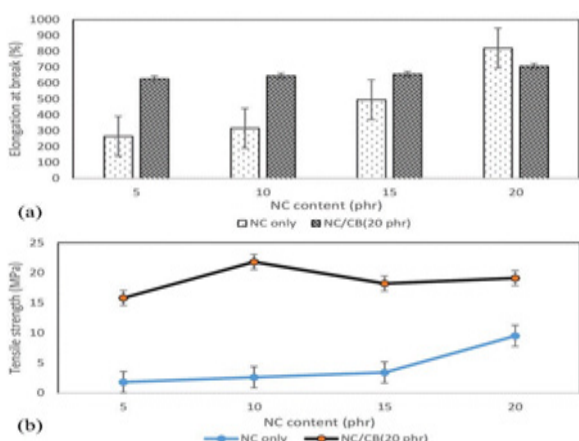 1000
900
800
700
600
500
400
300
200
100
0
Elongation at break (%)
5 10 15 20
NC content (phr)
(a)
NC only NC/CB(20 phr)
25
20
15
10
5
0
Tensile strength (MPa)
5 10 15 20
NC content (phr)
(b)
NC only NC/CB(20 phr)